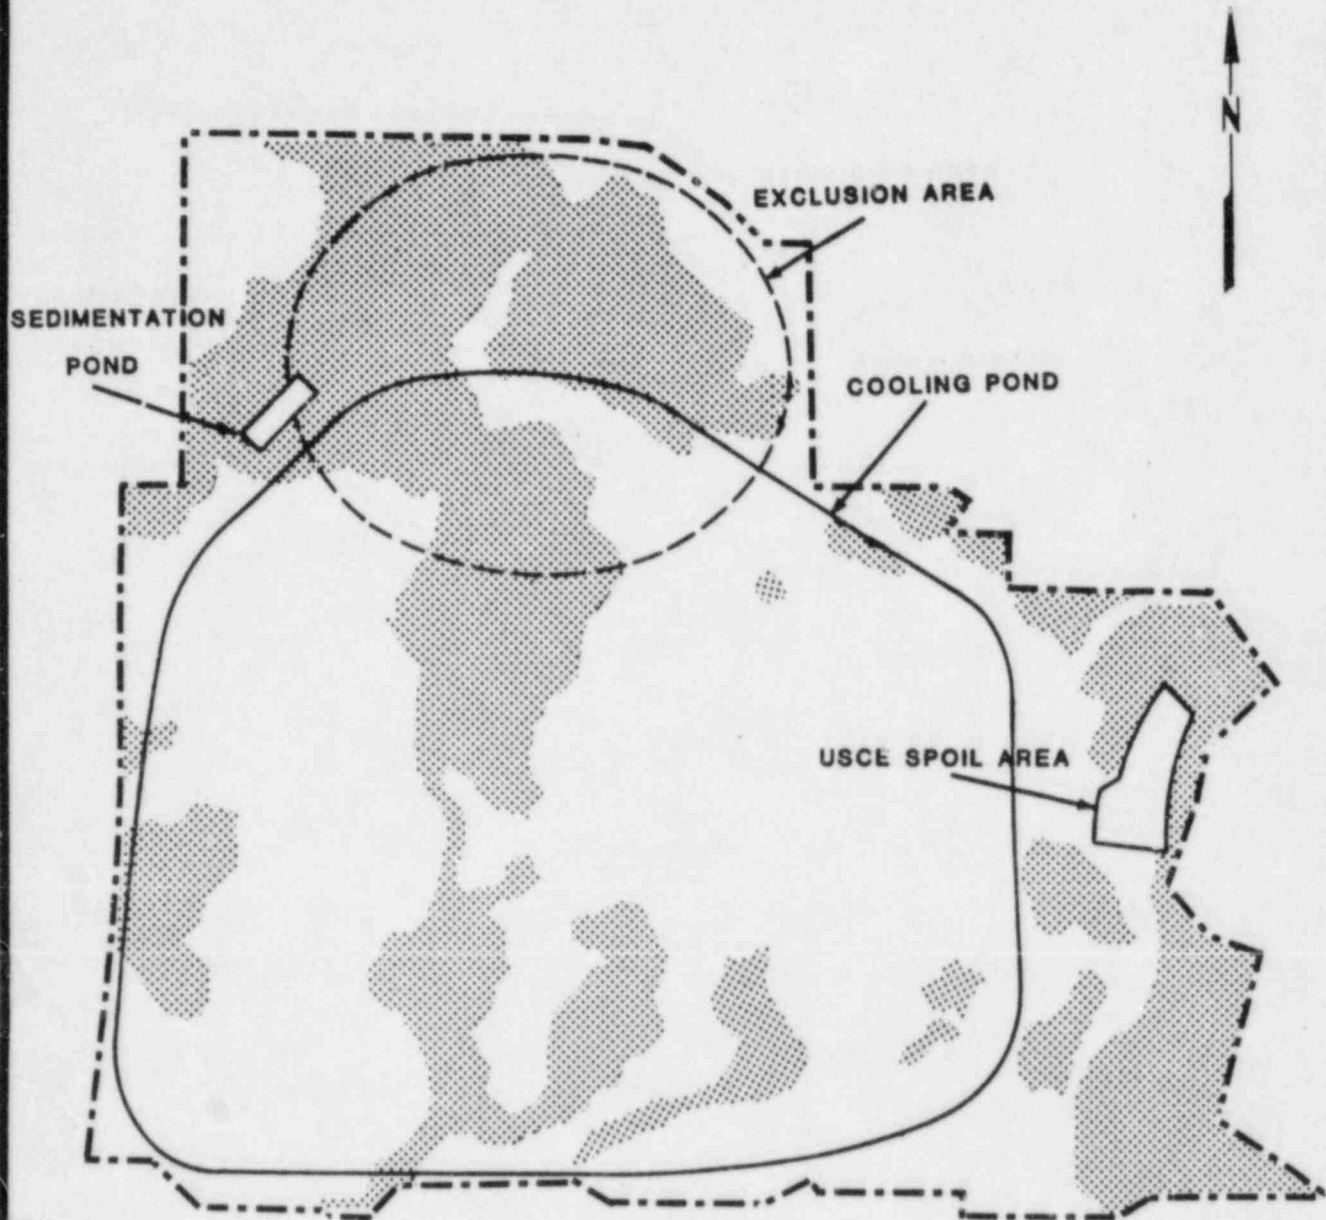 N
EXCLUSION AREA
SEDIMENTATION
POND
COOLING POND
USCE SPOIL AREA